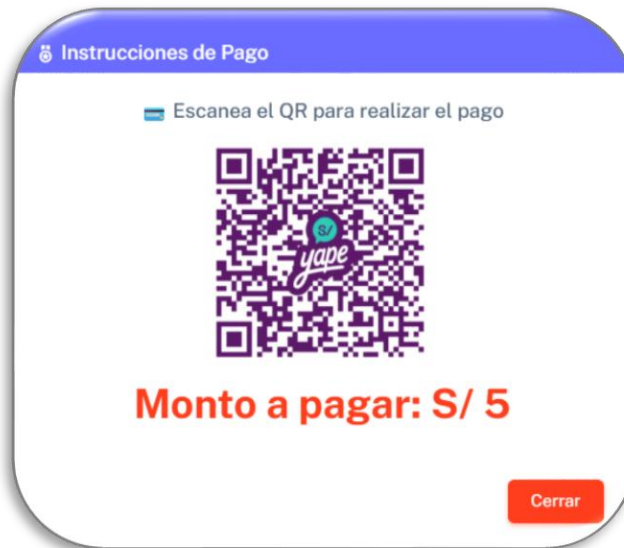 Instrucciones de Pago
Escanea el QR para realizar el pago
S/
yape
Monto a pagar: S/ 5
Cerrar